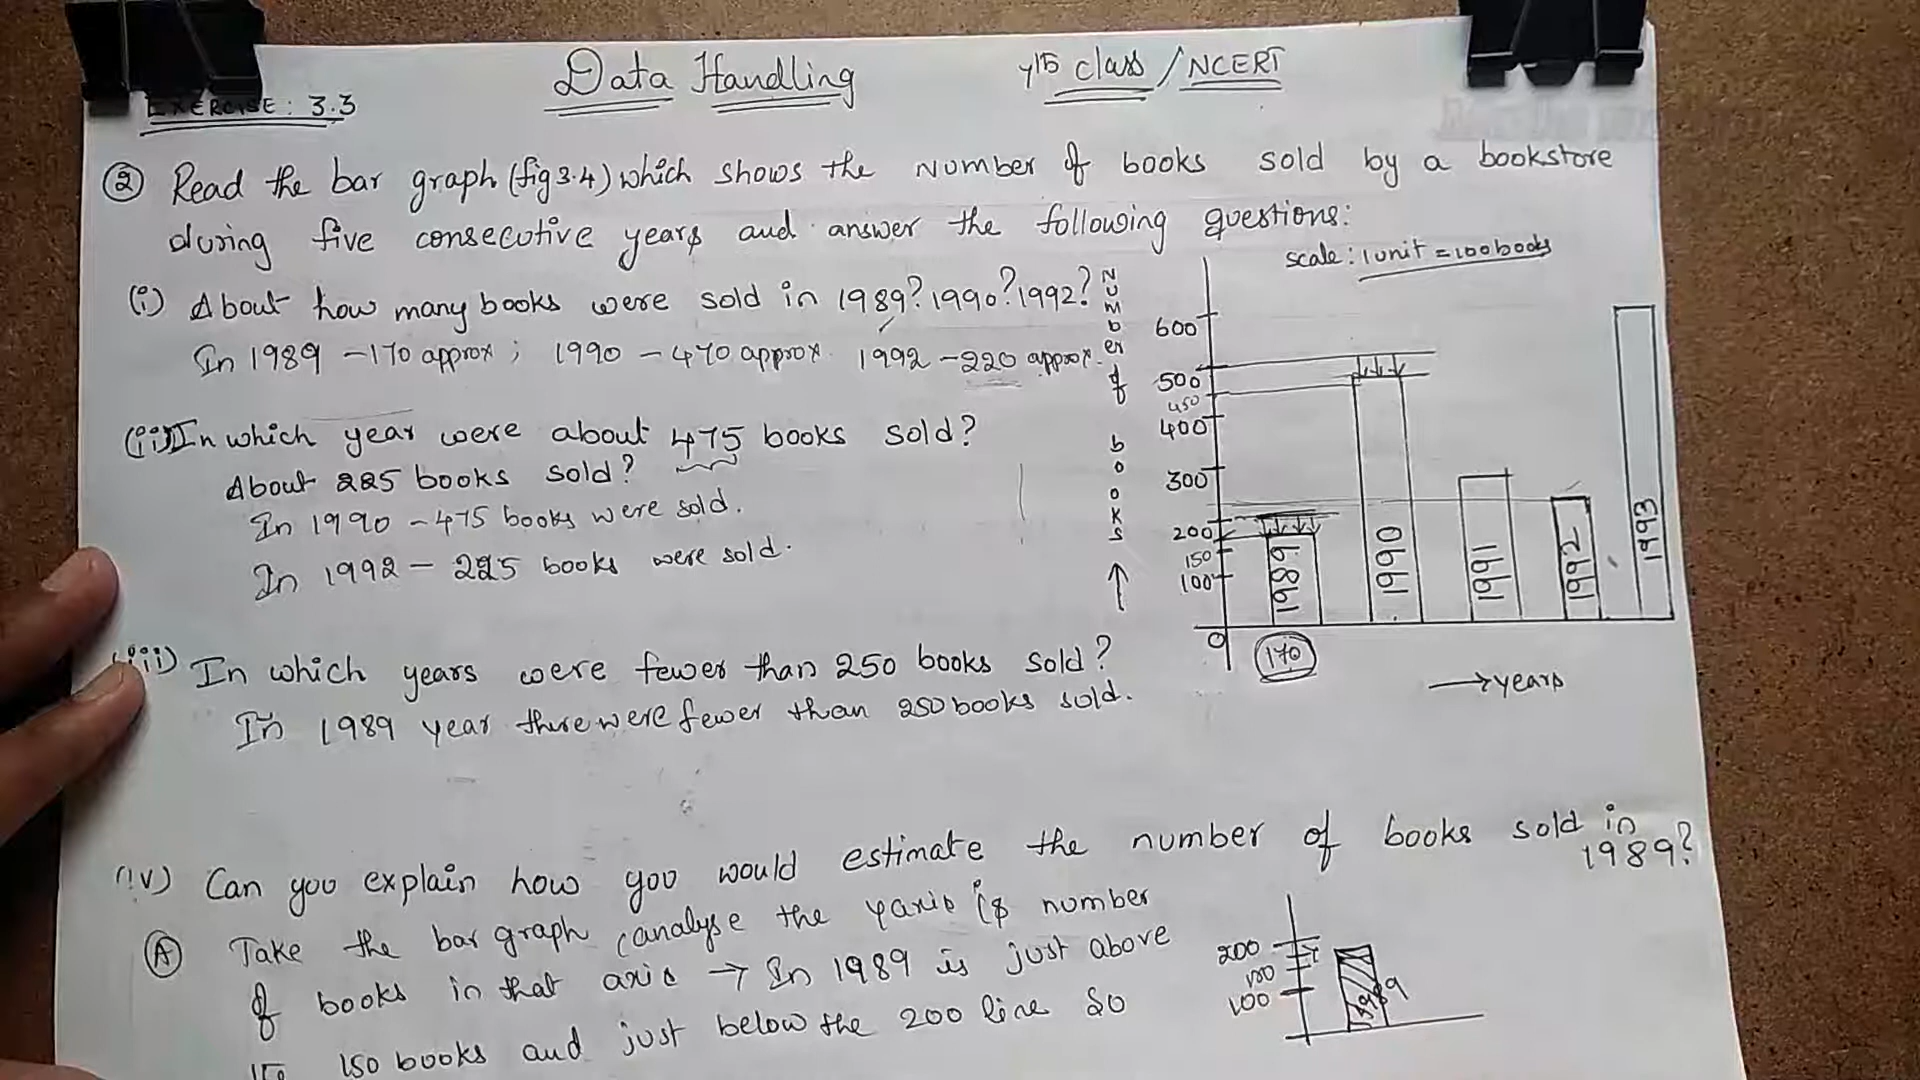 Data Handling
7th class / NCERT
EXERCISE : 3.3
② Read the bar graph (fig 3.4) which shows the Number of books sold by a bookstore
during five consecutive years and answer the following questions:
scale : 1 unit = 100 books
(i) About how many books were sold in 1989? 1990? 1992?
In 1989 - 170 approx ; 1990 - 470 approx. 1992 - 220 approx.
(ii) In which year were about 475 books sold?
About 225 books sold?
In 1990 - 475 books were sold.
In 1992 - 225 books were sold.
(iii) In which years were fewer than 250 books sold?
In 1989 year there were fewer than 250 books sold.
Number of books
600
500
450
400
300
200
150
100
0
1989
1990
1991
1992
1993
170
→ years
(iv) Can you explain how you would estimate the number of books sold in
1989?
(A) Take the bar graph (analyse the yaxis is number
of books in that axis → In 1989 is just above
150 books and just below the 200 line So
200
100
1989